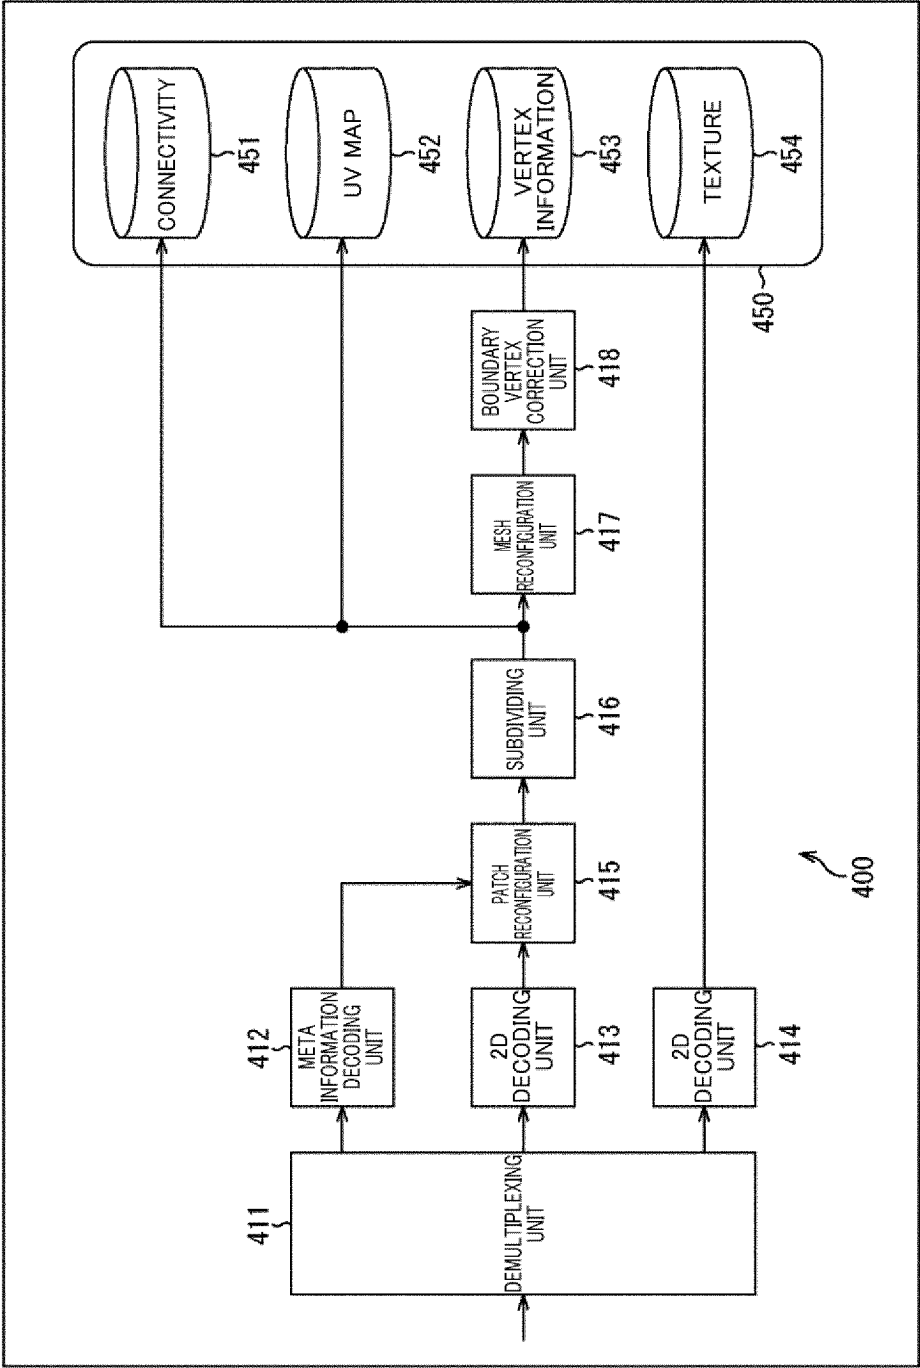 411
DEMULTIPLEXING
UNIT
412
META
INFORMATION
DECODING
UNIT
2D
DECODING
UNIT
413
2D
DECODING
UNIT
414
PATCH
RECONFIGURATION
UNIT
415
SUBDIVIDING
UNIT
416
MESH
RECONFIGURATION
UNIT
417
BOUNDARY
VERTEX
CORRECTION
UNIT
418
CONNECTIVITY
451
UV MAP
452
VERTEX
INFORMATION
453
TEXTURE
454
450
400